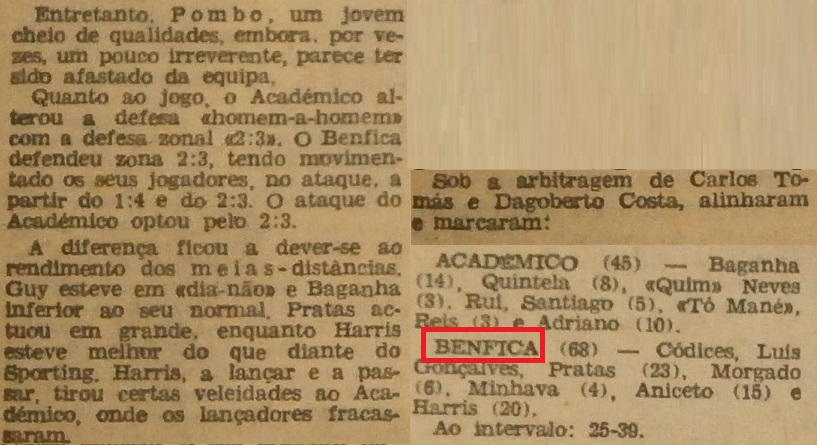 Entretanto, Pombo, um jovem
cheio de qualidades, embora, por ve-
zes, um pouco irreverente, parece ter
sido afastado da equipa.
Quanto ao jogo, o Académico al-
terou a defesa «homem-a-homem»
com a defesa zonal «2:3». O Benfica
defendeu zona 2:3, tendo movimen-
tado os seus jogadores, no ataque, a
partir do 1:4 e do 2:3. O ataque do
Académico optou pelo 2:3.
A diferença ficou a dever-se ao
rendimento dos meias-distâncias.
Guy esteve em «dia-não» e Baganha
inferior ao seu normal. Pratas ac-
tuou em grande, enquanto Harris
esteve melhor do que diante do
Sporting. Harris, a lançar e a pas-
sar, tirou certas veleidades ao Aca-
démico, onde os lançadores fracas-
saram.
Sob a arbitragem de Carlos To-
más e Dagoberto Costa, alinharam
e marcaram:
ACADÉMICO (45) — Baganha
(14), Quintela (8), «Quim» Neves
(3), Rui, Santiago (5), «Tó Mané»,
Reis (3) e Adriano (10).
BENFICA (68) — Códices, Luís
Gonçalves, Pratas (23), Morgado
(6), Minhava (4), Aniceto (15) e
Harris (20).
Ao intervalo: 25-39.